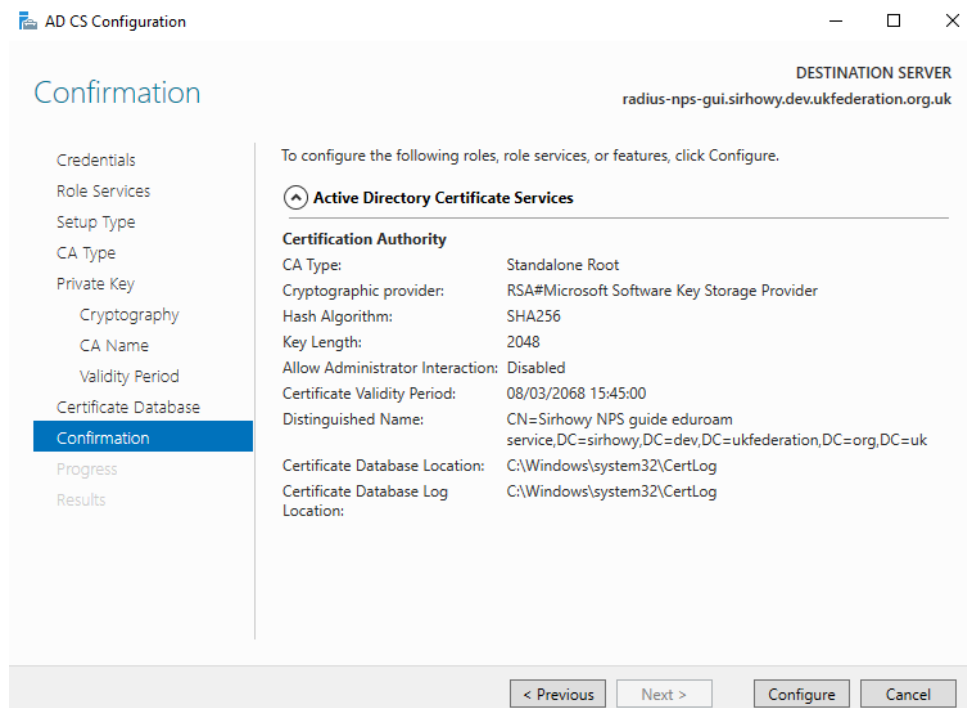 AD CS Configuration
Confirmation
DESTINATION SERVER
radius-nps-gui.sirhowy.dev.ukfederation.org.uk
Credentials
Role Services
Setup Type
CA Type
Private Key
Cryptography
CA Name
Validity Period
Certificate Database
Confirmation
Progress
Results
To configure the following roles, role services, or features, click Configure.
Active Directory Certificate Services
Certification Authority
CA Type: Standalone Root
Cryptographic provider: RSA#Microsoft Software Key Storage Provider
Hash Algorithm: SHA256
Key Length: 2048
Allow Administrator Interaction: Disabled
Certificate Validity Period: 08/03/2068 15:45:00
Distinguished Name: CN=Sirhowy NPS guide eduroam
service,DC=sirhowy,DC=dev,DC=ukfederation,DC=org,DC=uk
Certificate Database Location: C:\Windows\system32\CertLog
Certificate Database Log C:\Windows\system32\CertLog
Location:
< Previous Next > Configure Cancel